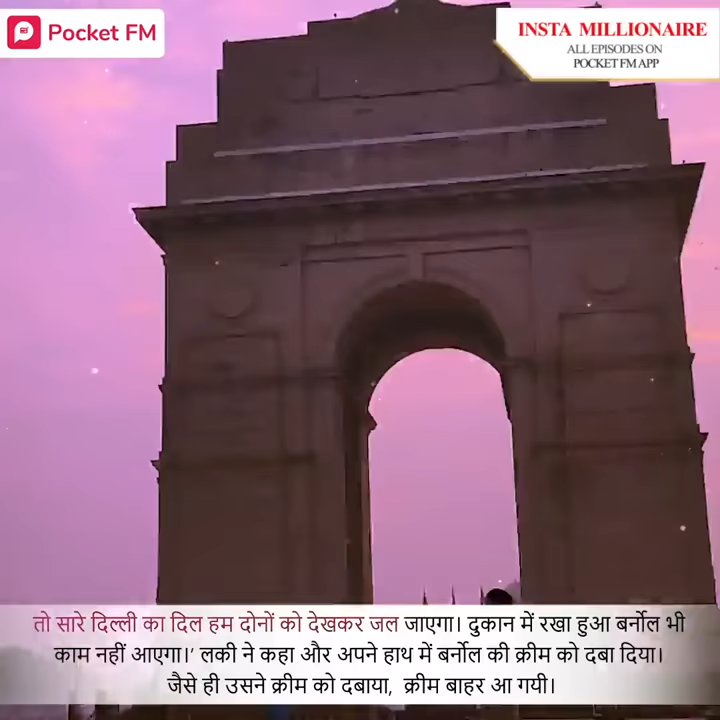 Pocket FM
INSTA MILLIONAIRE
ALL EPISODES ON
POCKET FM APP
तो सारे दिल्ली का दिल हम दोनों को देखकर जल जाएगा। दुकान में रखा हुआ बर्नोल भी
काम नहीं आएगा।’ लकी ने कहा और अपने हाथ में बर्नोल की क्रीम को दबा दिया।
जैसे ही उसने क्रीम को दबाया, क्रीम बाहर आ गयी।